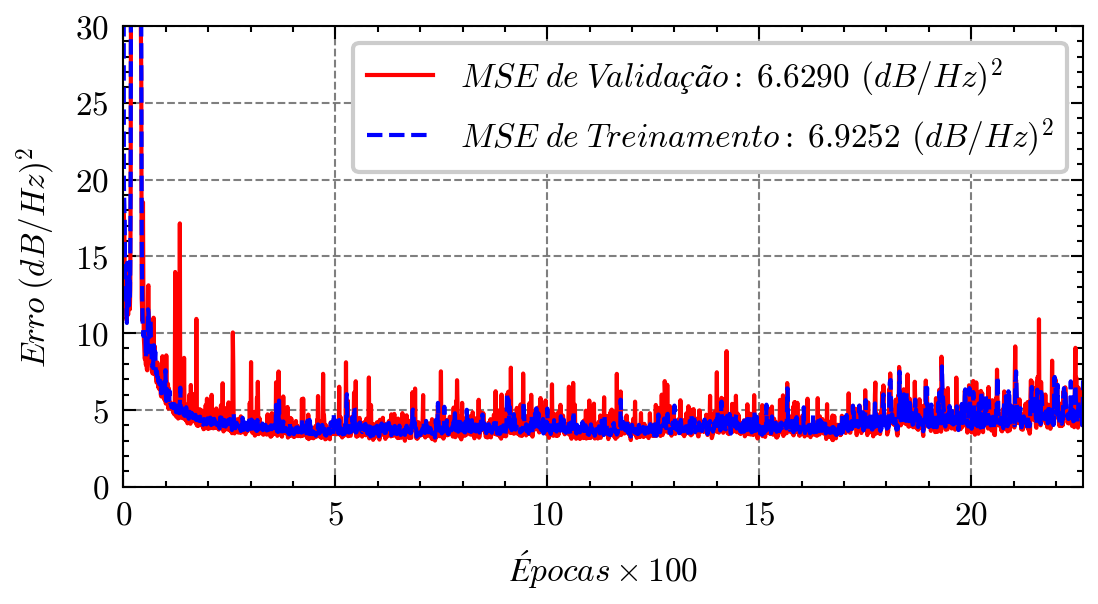 30
25
20
15
10
5
0
Erro (dB/Hz)²
MSE de Validação : 6.6290 (dB/Hz)²
MSE de Treinamento : 6.9252 (dB/Hz)²
0 5 10 15 20
Épocas × 100